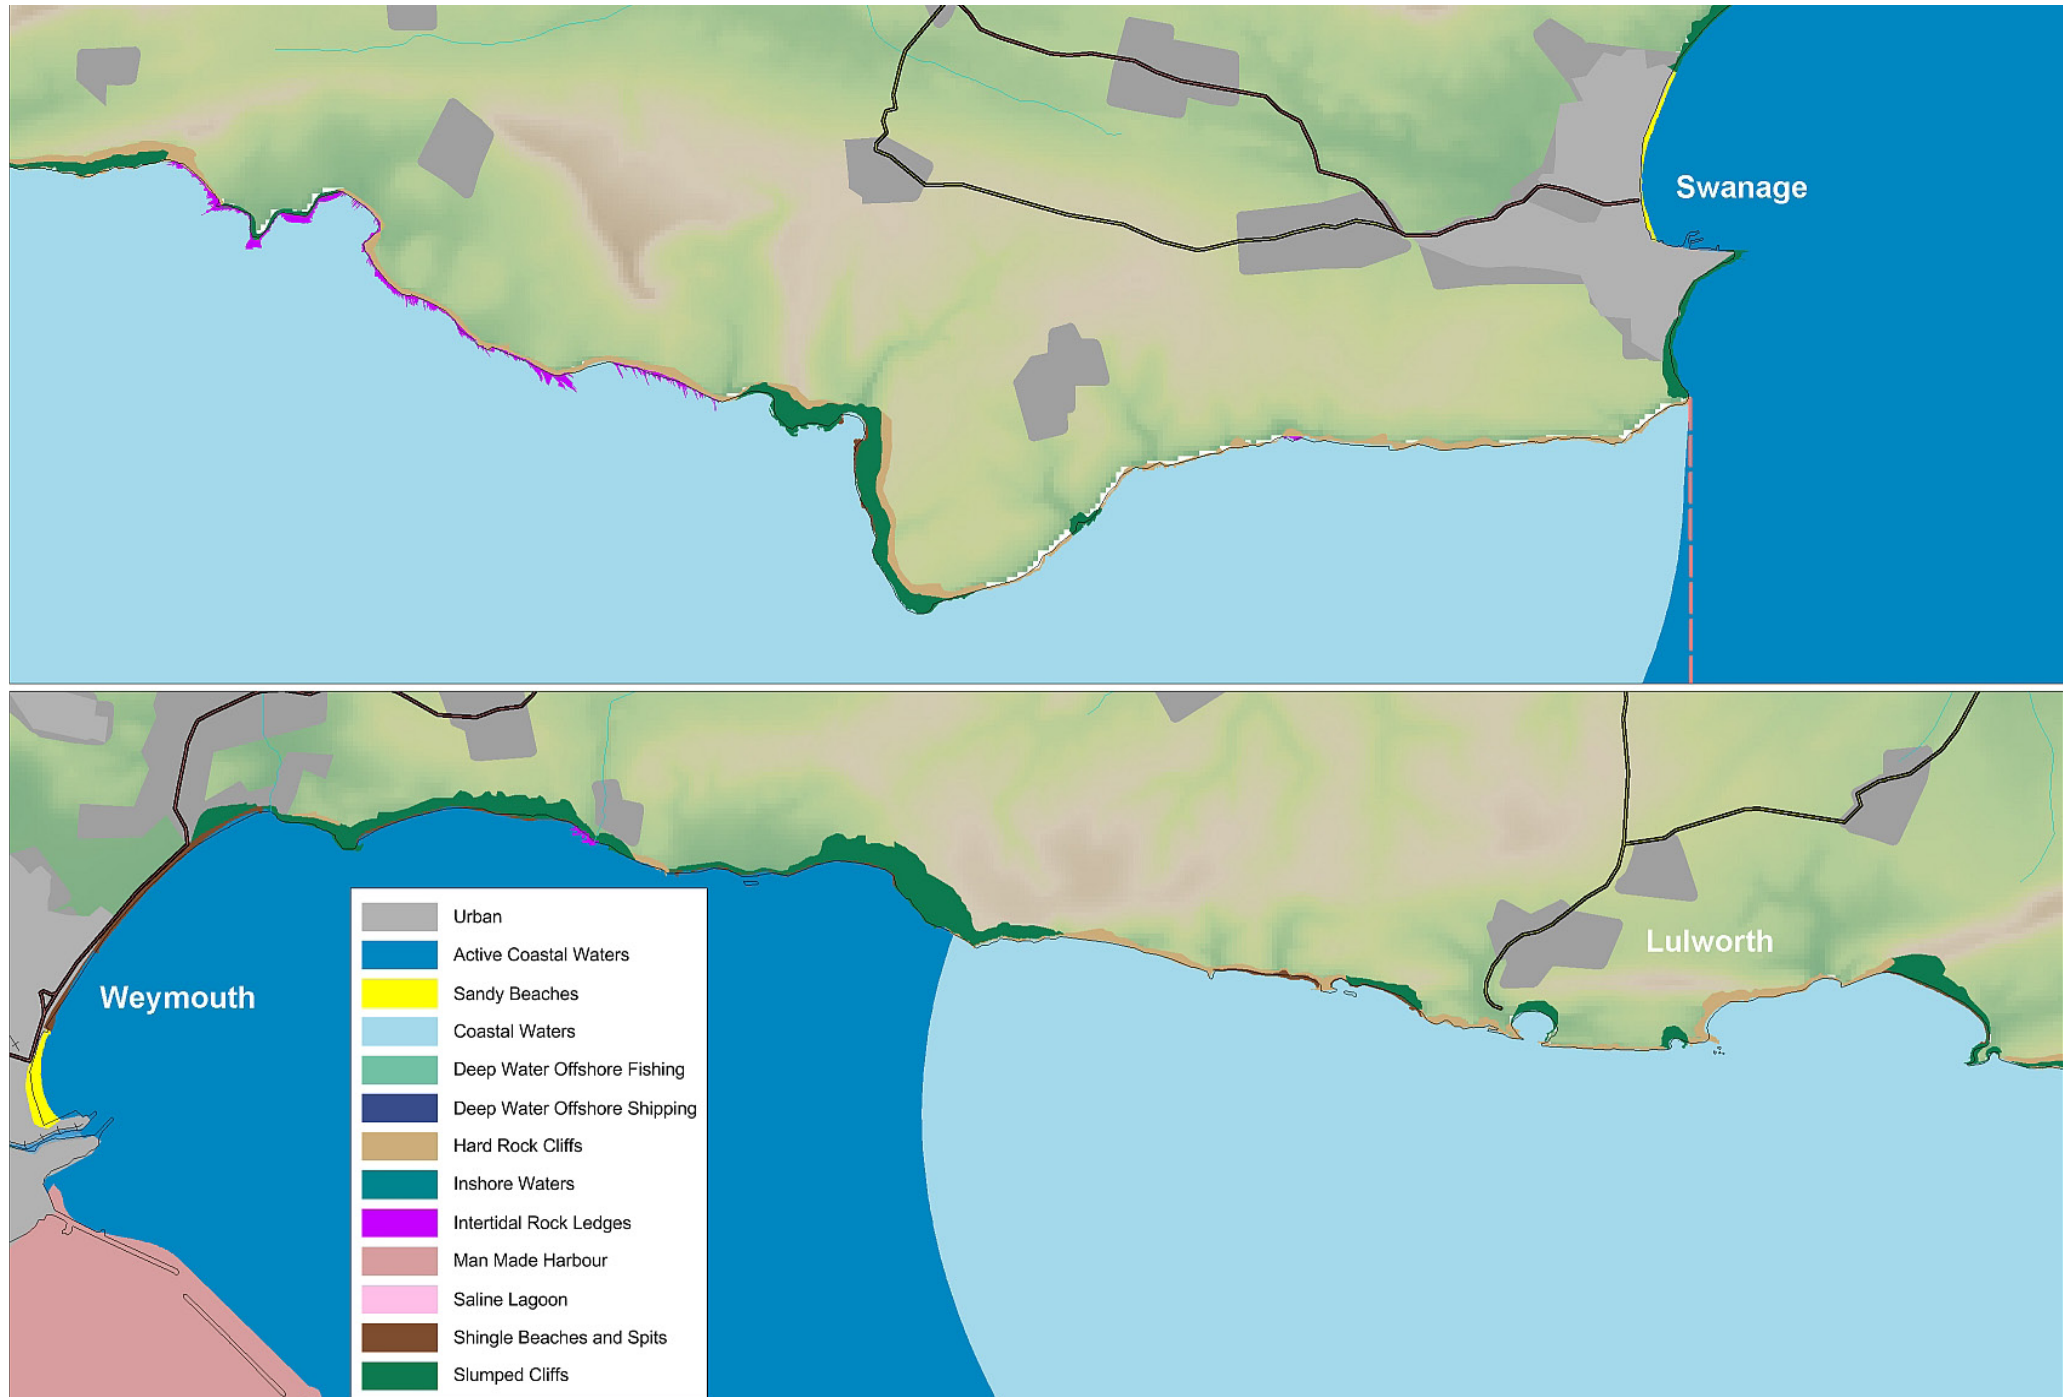 Swanage
Lulworth
Weymouth
Urban
Active Coastal Waters
Sandy Beaches
Coastal Waters
Deep Water Offshore Fishing
Deep Water Offshore Shipping
Hard Rock Cliffs
Inshore Waters
Intertidal Rock Ledges
Man Made Harbour
Saline Lagoon
Shingle Beaches and Spits
Slumped Cliffs